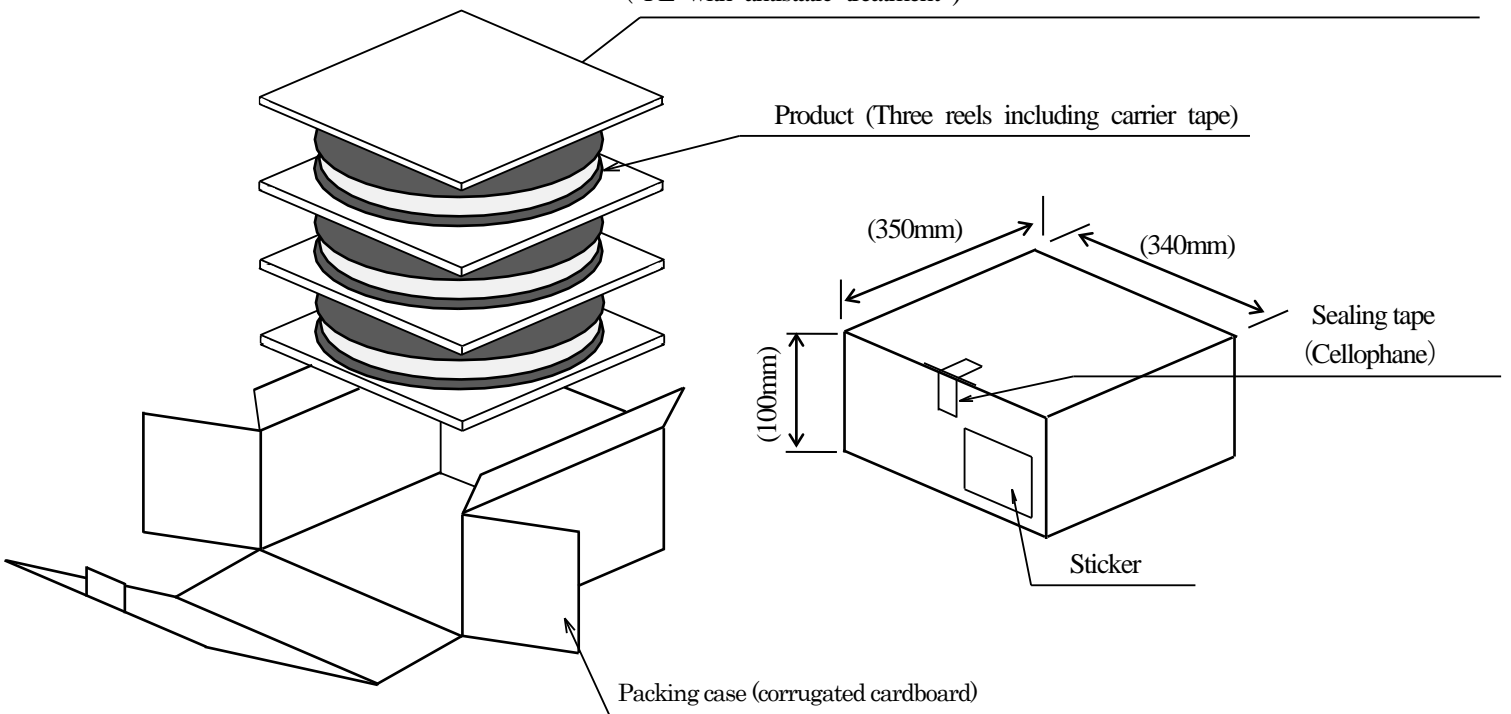 Product (Three reels including carrier tape)
(350mm)
(340mm)
Sealing tape
(Cellophane)
(100mm)
Sticker
Packing case (corrugated cardboard)